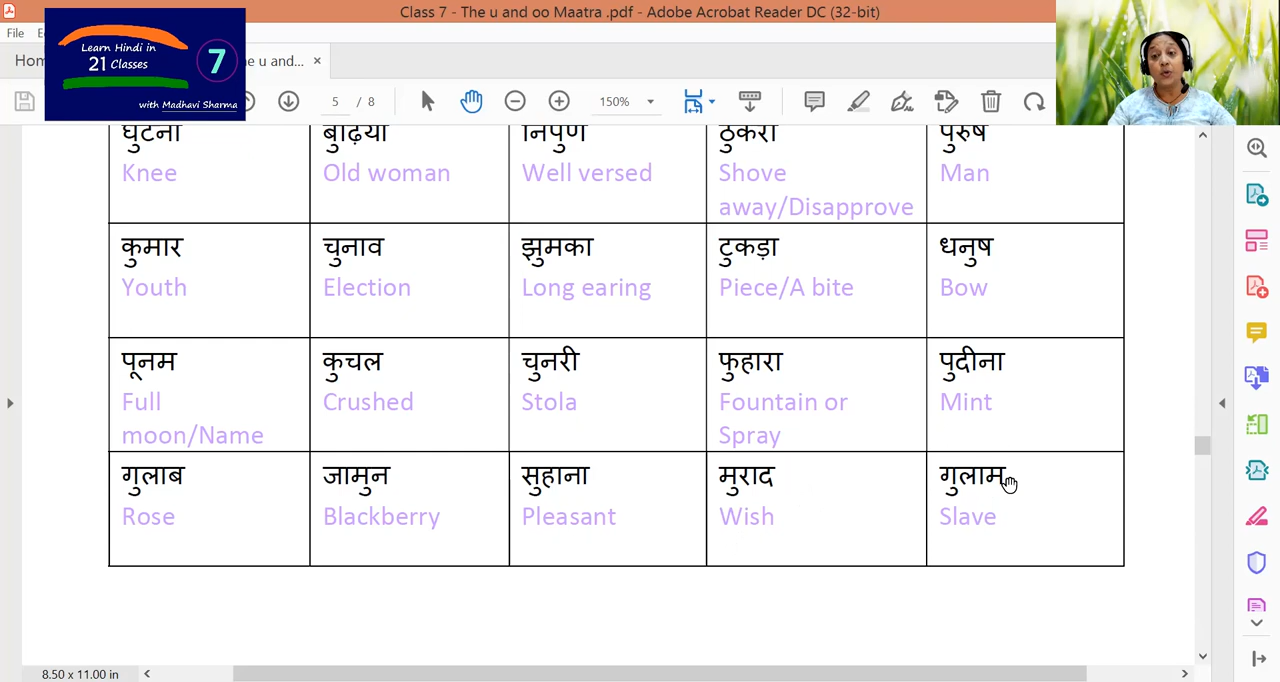 Class 7 - The u and oo Maatra .pdf - Adobe Acrobat Reader DC (32-bit)
File
Learn Hindi in
21 Classes
7
with Madhavi Sharma
Hom
e u and... ×
5 / 8
150%
घुटना बुढ़िया निपुण ठुकरा पुरुष
Knee Old woman Well versed Shove away/Disapprove Man
कुमार चुनाव झुमका टुकड़ा धनुष
Youth Election Long earing Piece/A bite Bow
पूनम कुचल चुनरी फुहारा पुदीना
Full moon/Name Crushed Stola Fountain or Spray Mint
गुलाब जामुन सुहाना मुराद गुलाम
Rose Blackberry Pleasant Wish Slave
8.50 x 11.00 in